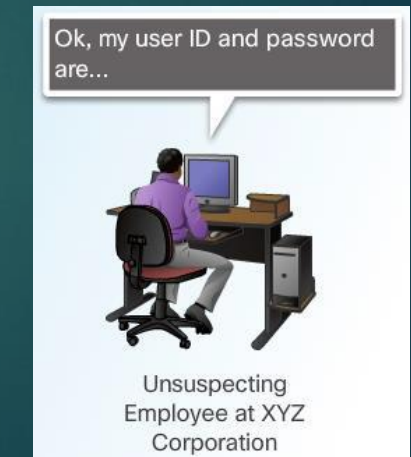 Ok, my user ID and password
are...
Unsuspecting
Employee at XYZ
Corporation